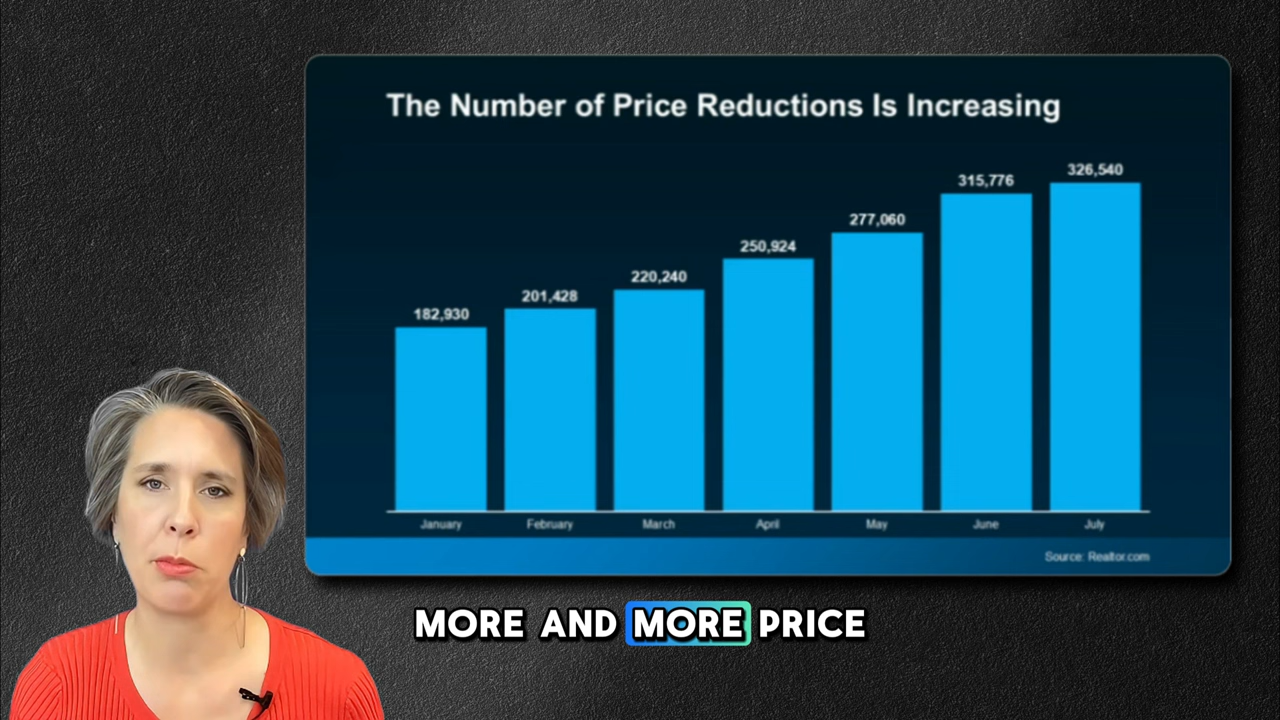 The Number of Price Reductions Is Increasing
182,930
201,428
220,240
250,924
277,060
315,776
326,540
January February March April May June July
Source: Realtor.com
MORE AND MORE PRICE